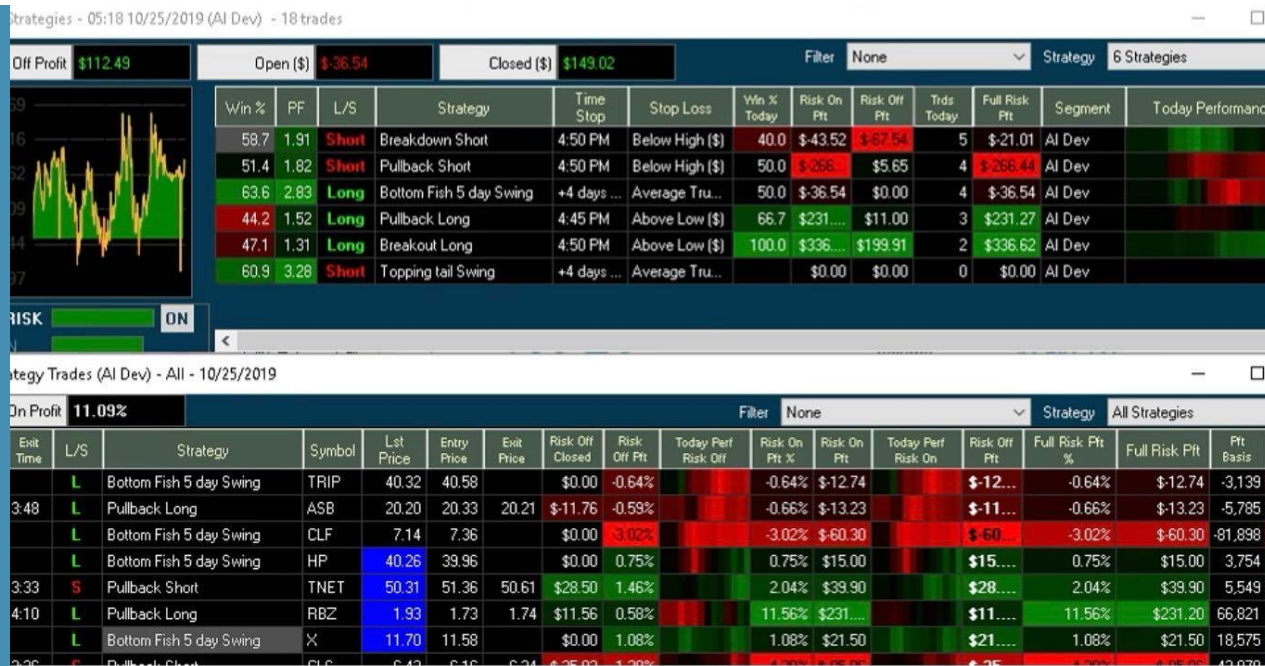 Strategies - 05:18 10/25/2019 (AI Dev) - 18 trades
Off Profit $112.49 Open ($) $-36.54 Closed ($) $149.02 Filter None Strategy 6 Strategies
Win % PF L/S Strategy Time Stop Stop Loss Win % Today Risk On Pft Risk Off Pft Trds Today Full Risk Pft Segment Today Performanc
58.7 1.91 Short Breakdown Short 4:50 PM Below High ($) 40.0 $-43.52 $-67.54 5 $-21.01 AI Dev
51.4 1.82 Short Pullback Short 4:50 PM Below High ($) 50.0 $-266... $5.65 4 $-266.44 AI Dev
63.6 2.83 Long Bottom Fish 5 day Swing +4 days ... Average Tru... 50.0 $-36.54 $0.00 4 $-36.54 AI Dev
44.2 1.52 Long Pullback Long 4:45 PM Above Low ($) 66.7 $231.... $11.00 3 $231.27 AI Dev
47.1 1.31 Long Breakout Long 4:50 PM Above Low ($) 100.0 $336.... $199.91 2 $336.62 AI Dev
60.9 3.28 Short Topping tail Swing +4 days ... Average Tru... $0.00 $0.00 0 $0.00 AI Dev
RISK ON
ategy Trades (AI Dev) - All - 10/25/2019
On Profit 11.09% Filter None Strategy All Strategies
Exit Time L/S Strategy Symbol Lst Price Entry Price Exit Price Risk Off Closed Risk Off Pft Today Perf Risk Off Risk On Pft % Risk On Pft Today Perf Risk On Risk Off Pft Full Risk Pft % Full Risk Pft Pft Basis
L Bottom Fish 5 day Swing TRIP 40.32 40.58 $0.00 -0.64% -0.64% $-12.74 $-12... -0.64% $-12.74 -3,139
3:48 L Pullback Long ASB 20.20 20.33 20.21 $-11.76 -0.59% -0.66% $-13.23 $-11... -0.66% $-13.23 -5,785
L Bottom Fish 5 day Swing CLF 7.14 7.36 $0.00 -3.02% -3.02% $-60.30 $-60... -3.02% $-60.30 -81,898
L Bottom Fish 5 day Swing HP 40.26 39.96 $0.00 0.75% 0.75% $15.00 $15.... 0.75% $15.00 3,754
3:33 S Pullback Short TNET 50.31 51.36 50.61 $28.50 1.46% 2.04% $39.90 $28.... 2.04% $39.90 5,549
4:10 L Pullback Long RBZ 1.93 1.73 1.74 $11.56 0.58% 11.56% $231.... $11.... 11.56% $231.20 66,821
L Bottom Fish 5 day Swing X 11.70 11.58 $0.00 1.08% 1.08% $21.50 $21.... 1.08% $21.50 18,575